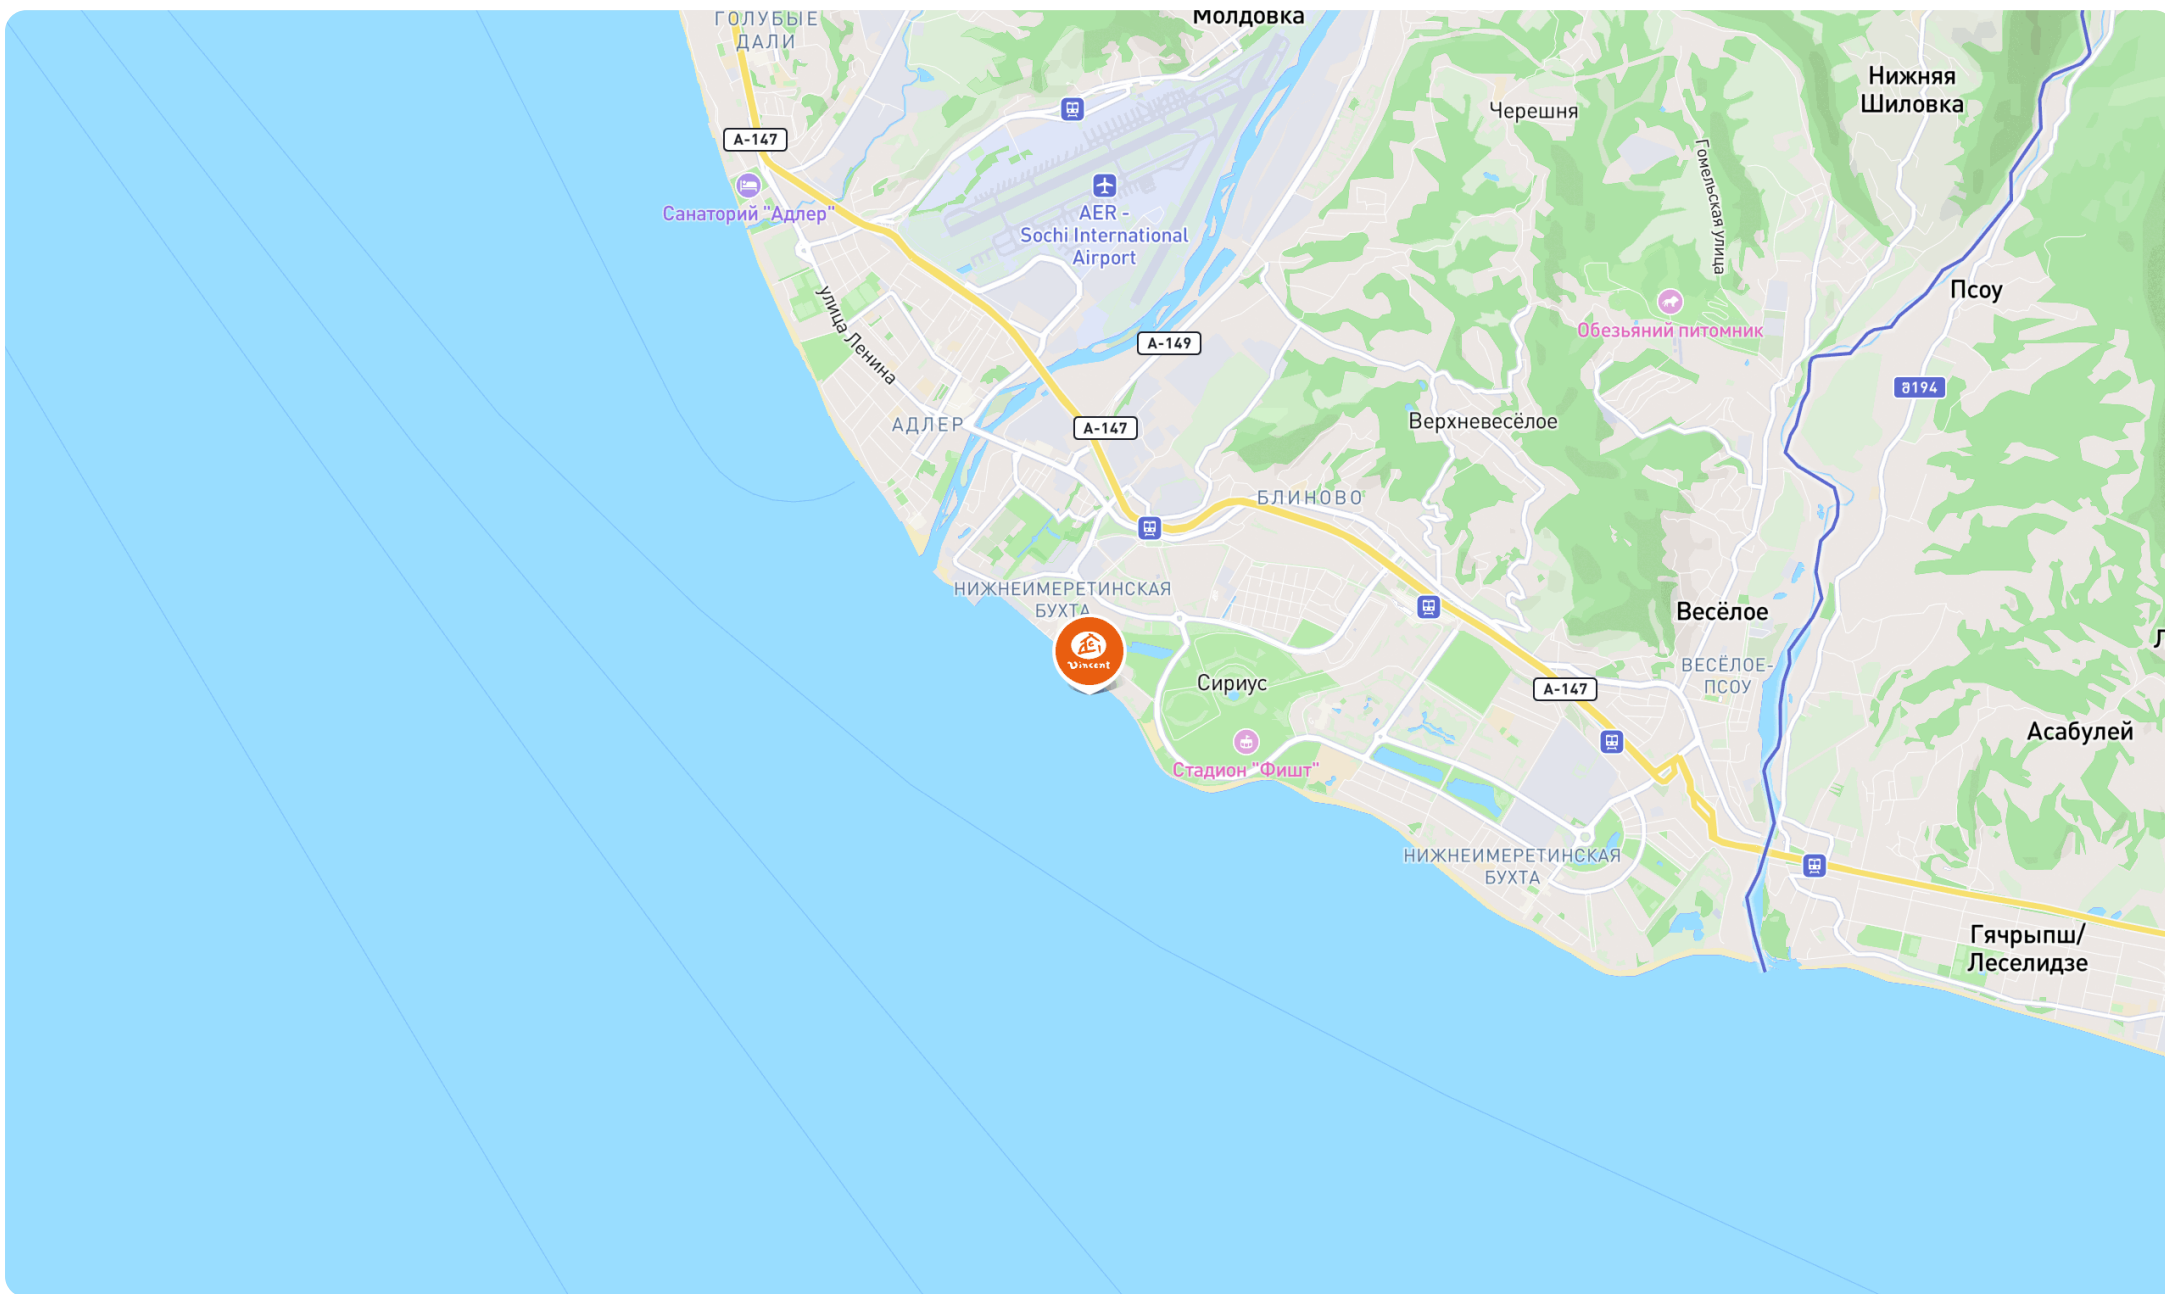 ГОЛУБЫЕ
ДАЛИ
Молдовка
Нижняя
Шиловка
Черешня
А-147
Гомельская улица
Санаторий "Адлер"
AER -
Sochi International
Airport
Псоу
улица Ленина
Обезьяний питомник
А-149
მ194
АДЛЕР
А-147
Верхневесёлое
БЛИНОВО
НИЖНЕИМЕРЕТИНСКАЯ
БУХТА
Весёлое
Vincent
ВЕСЁЛОЕ-
ПСОУ
Сириус
А-147
Асабулей
Стадион "Фишт"
НИЖНЕИМЕРЕТИНСКАЯ
БУХТА
Гячрыпш/
Леселидзе